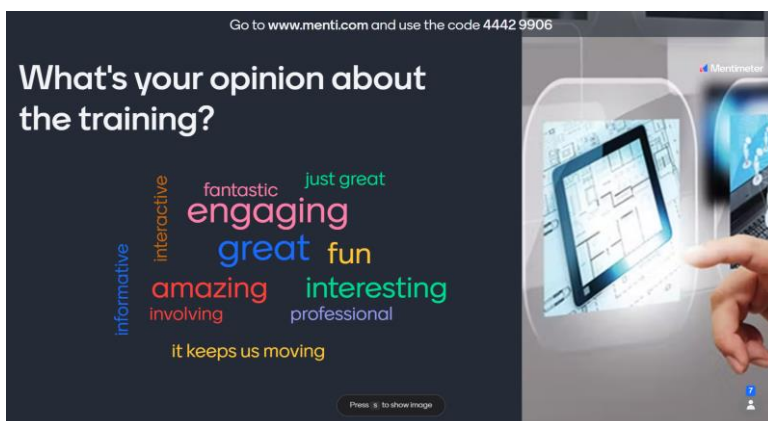 Go to www.menti.com and use the code 4442 9906
Mentimeter
What's your opinion about
the training?
just great
fantastic
interactive
engaging
great
fun
informative
amazing
interesting
involving
professional
it keeps us moving
Press s to show image
7